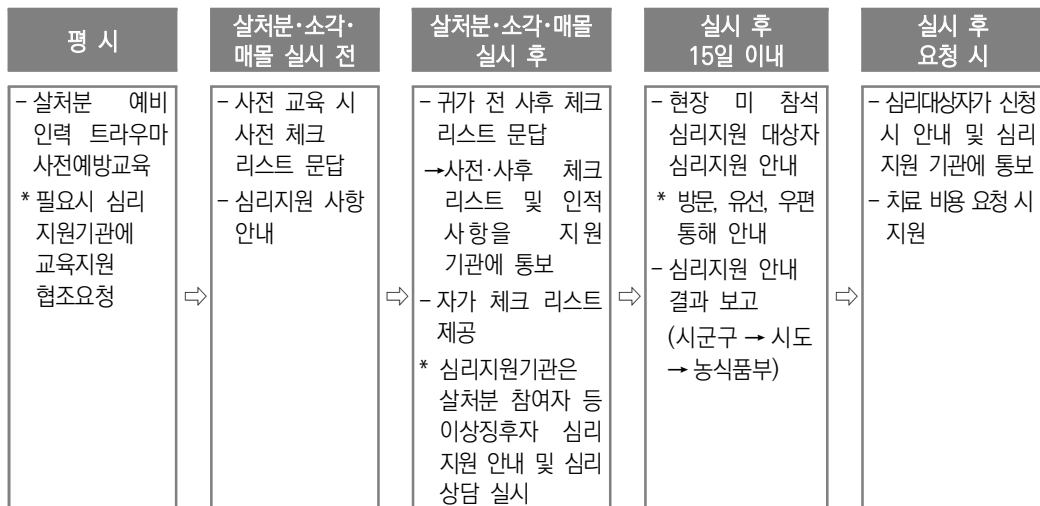 평 시
- 살처분 예비
인력 트라우마
사전예방교육
* 필요시 심리
지원기관에
교육지원
협조요청
⇨
살처분·소각·
매몰 실시 전
- 사전 교육 시
사전 체크
리스트 문답
- 심리지원 사항
안내
⇨
살처분·소각·매몰
실시 후
- 귀가 전 사후 체크
리스트 문답
→사전·사후 체크
리스트 및 인적
사항을 지원
기관에 통보
- 자가 체크 리스트
제공
* 심리지원기관은
살처분 참여자 등
이상징후자 심리
지원 안내 및 심리
상담 실시
⇨
실시 후
15일 이내
- 현장 미 참석
심리지원 대상자
심리지원 안내
* 방문, 유선, 우편
통해 안내
- 심리지원 안내
결과 보고
(시군구 → 시도
→ 농식품부)
⇨
실시 후
요청 시
- 심리대상자가 신청
시 안내 및 심리
지원 기관에 통보
- 치료 비용 요청 시
지원